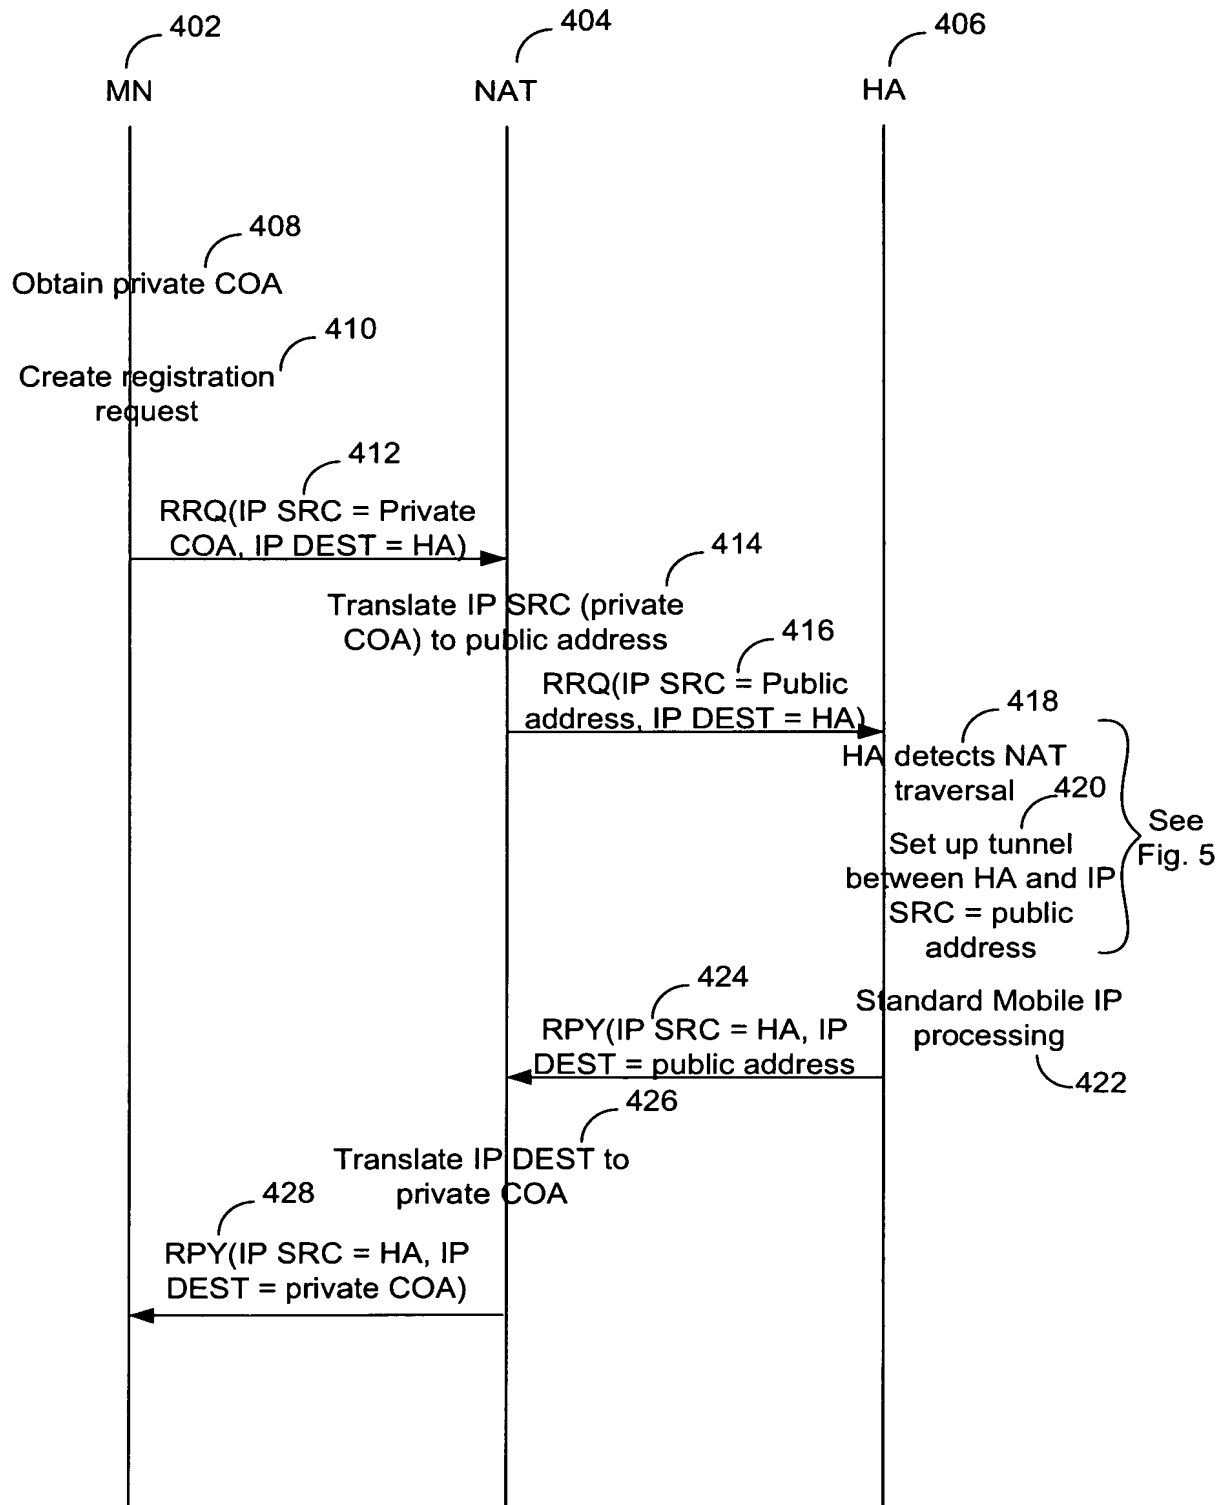 402
404
406
MN
NAT
HA
408
Obtain private COA
410
Create registration
request
412
RRQ(IP SRC = Private
COA, IP DEST = HA)
414
Translate IP SRC (private
COA) to public address
416
RRQ(IP SRC = Public
address, IP DEST = HA)
418
HA detects NAT
traversal
420
Set up tunnel
between HA and IP
SRC = public
address
See
Fig. 5
424
RPY(IP SRC = HA, IP
DEST = public address
Standard Mobile IP
processing
422
426
Translate IP DEST to
private COA
428
RPY(IP SRC = HA, IP
DEST = private COA)